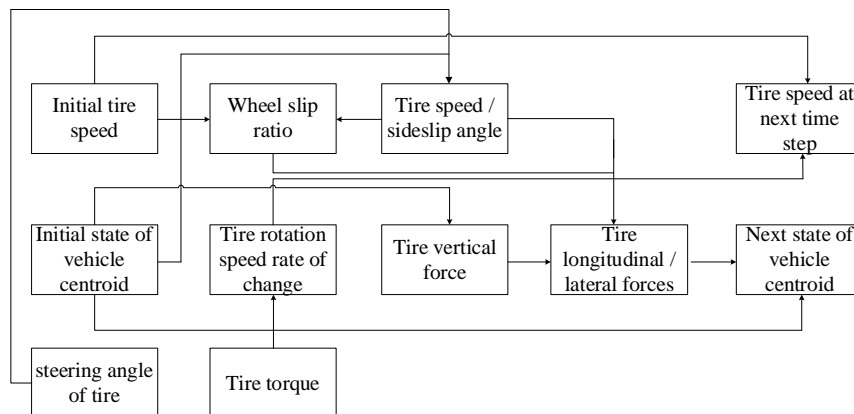 Initial tire
speed
Wheel slip
ratio
Tire speed /
sideslip angle
Tire speed at
next time
step
Initial state of
vehicle
centroid
Tire rotation
speed rate of
change
Tire vertical
force
Tire
longitudinal /
lateral forces
Next state of
vehicle
centroid
steering angle
of tire
Tire torque